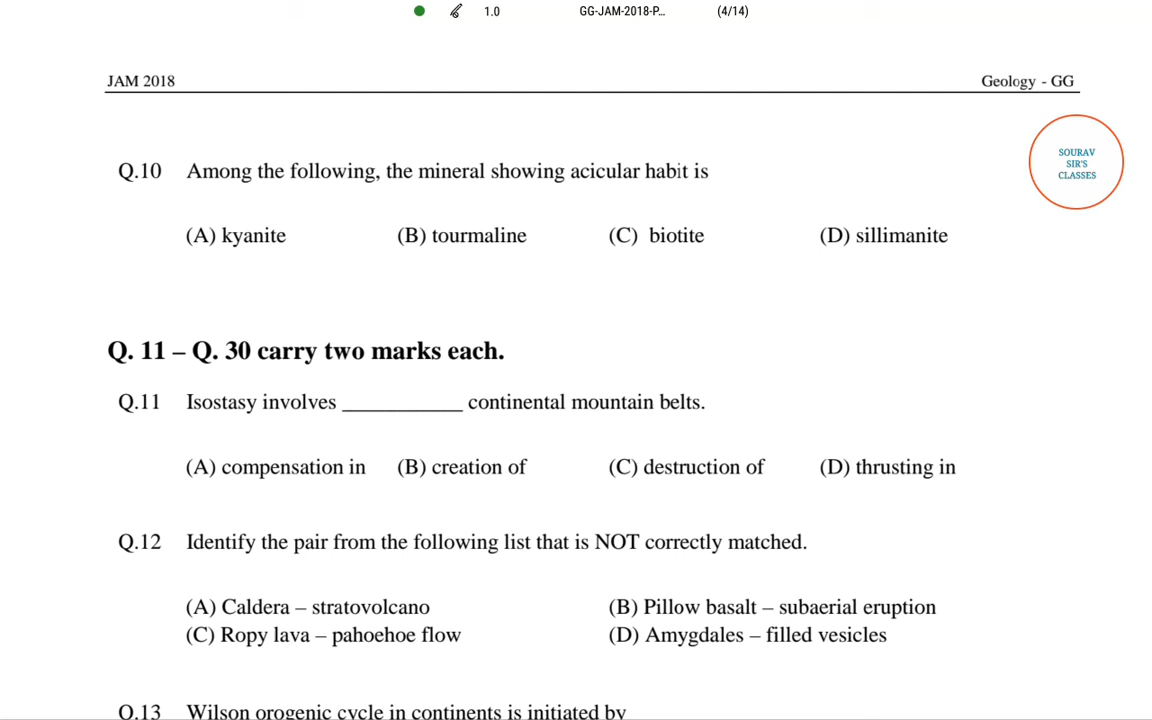 1.0 GG-JAM-2018-P... (4/14)
JAM 2018 Geology - GG
SOURAV
SIR'S
CLASSES
Q.10 Among the following, the mineral showing acicular habit is
(A) kyanite (B) tourmaline (C) biotite (D) sillimanite
Q. 11 – Q. 30 carry two marks each.
Q.11 Isostasy involves ___________ continental mountain belts.
(A) compensation in (B) creation of (C) destruction of (D) thrusting in
Q.12 Identify the pair from the following list that is NOT correctly matched.
(A) Caldera – stratovolcano (B) Pillow basalt – subaerial eruption
(C) Ropy lava – pahoehoe flow (D) Amygdales – filled vesicles
Q.13 Wilson orogenic cycle in continents is initiated by